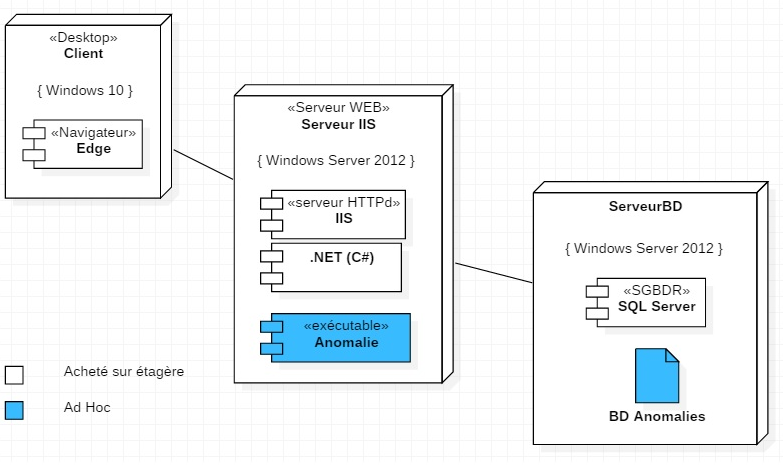 «Desktop»
Client
{ Windows 10 }
«Navigateur»
Edge
«Serveur WEB»
Serveur IIS
{ Windows Server 2012 }
«serveur HTTPd»
IIS
.NET (C#)
«exécutable»
Anomalie
ServeurBD
{ Windows Server 2012 }
«SGBDR»
SQL Server
BD Anomalies
Acheté sur étagère
Ad Hoc